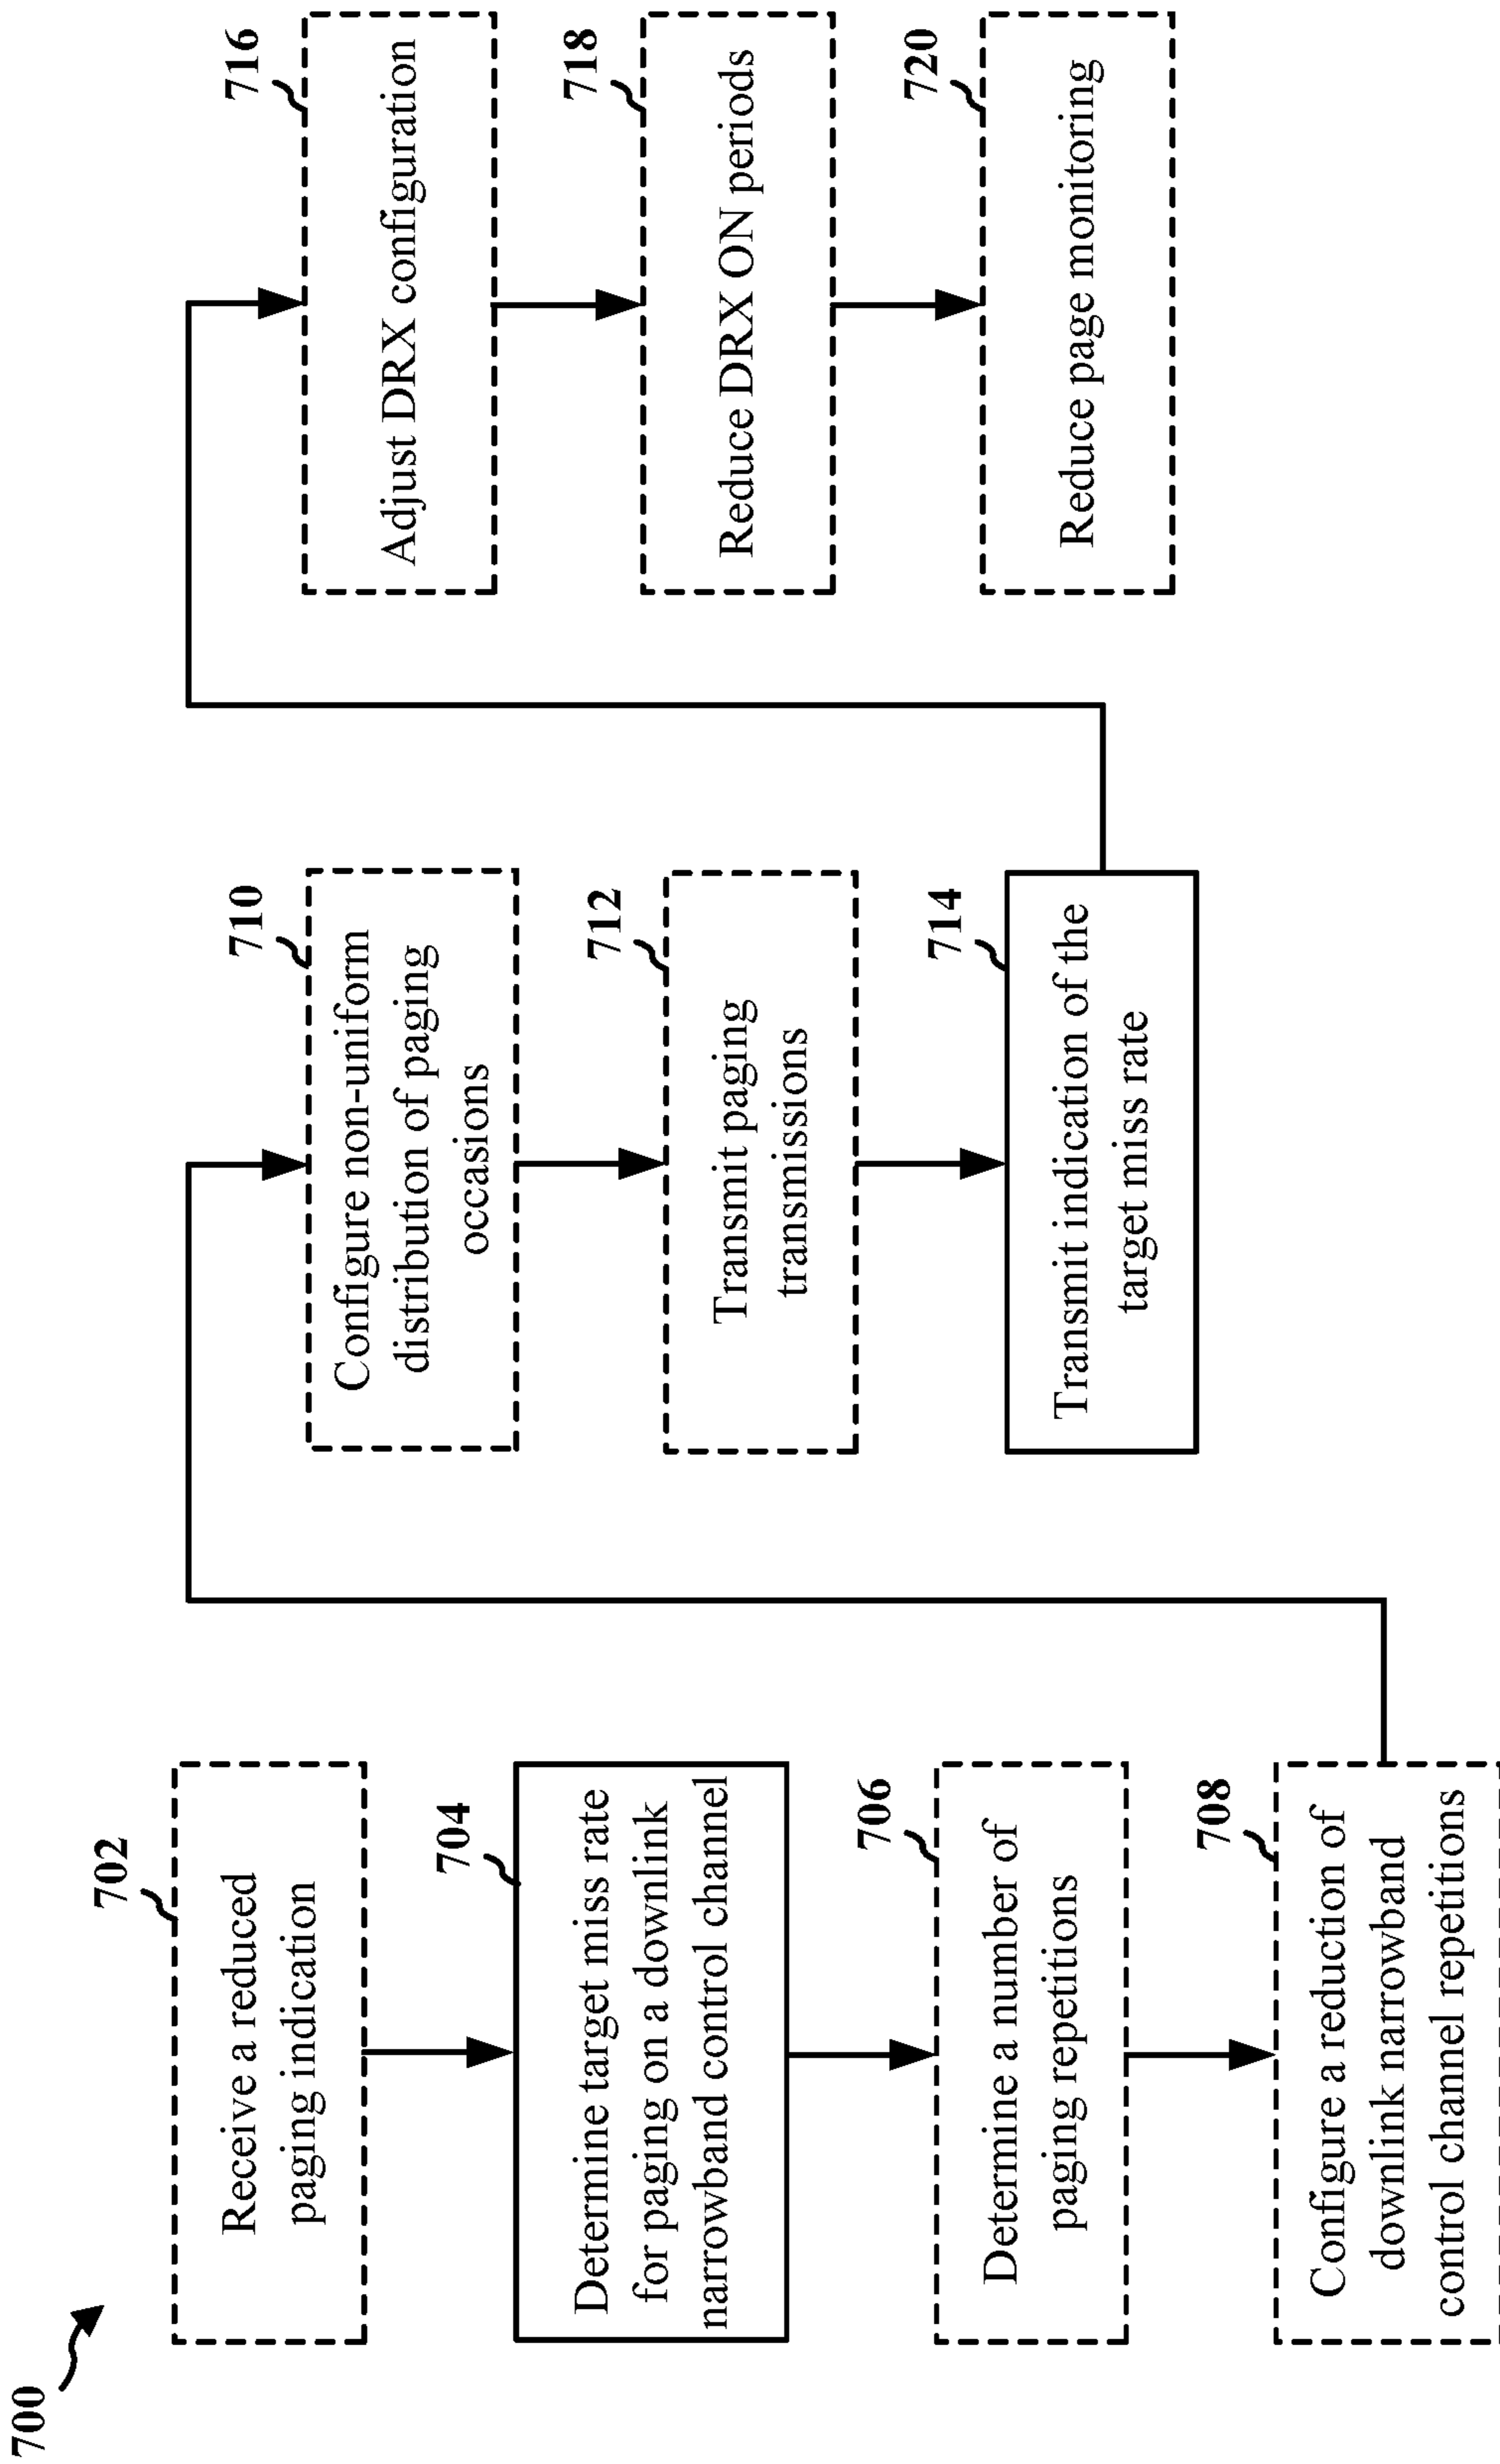 700
702
Receive a reduced
paging indication
704
Determine target miss rate
for paging on a downlink
narrowband control channel
706
Determine a number of
paging repetitions
708
Configure a reduction of
downlink narrowband
control channel repetitions
710
Configure non-uniform
distribution of paging
occasions
712
Transmit paging
transmissions
714
Transmit indication of the
target miss rate
716
Adjust DRX configuration
718
Reduce DRX ON periods
720
Reduce page monitoring